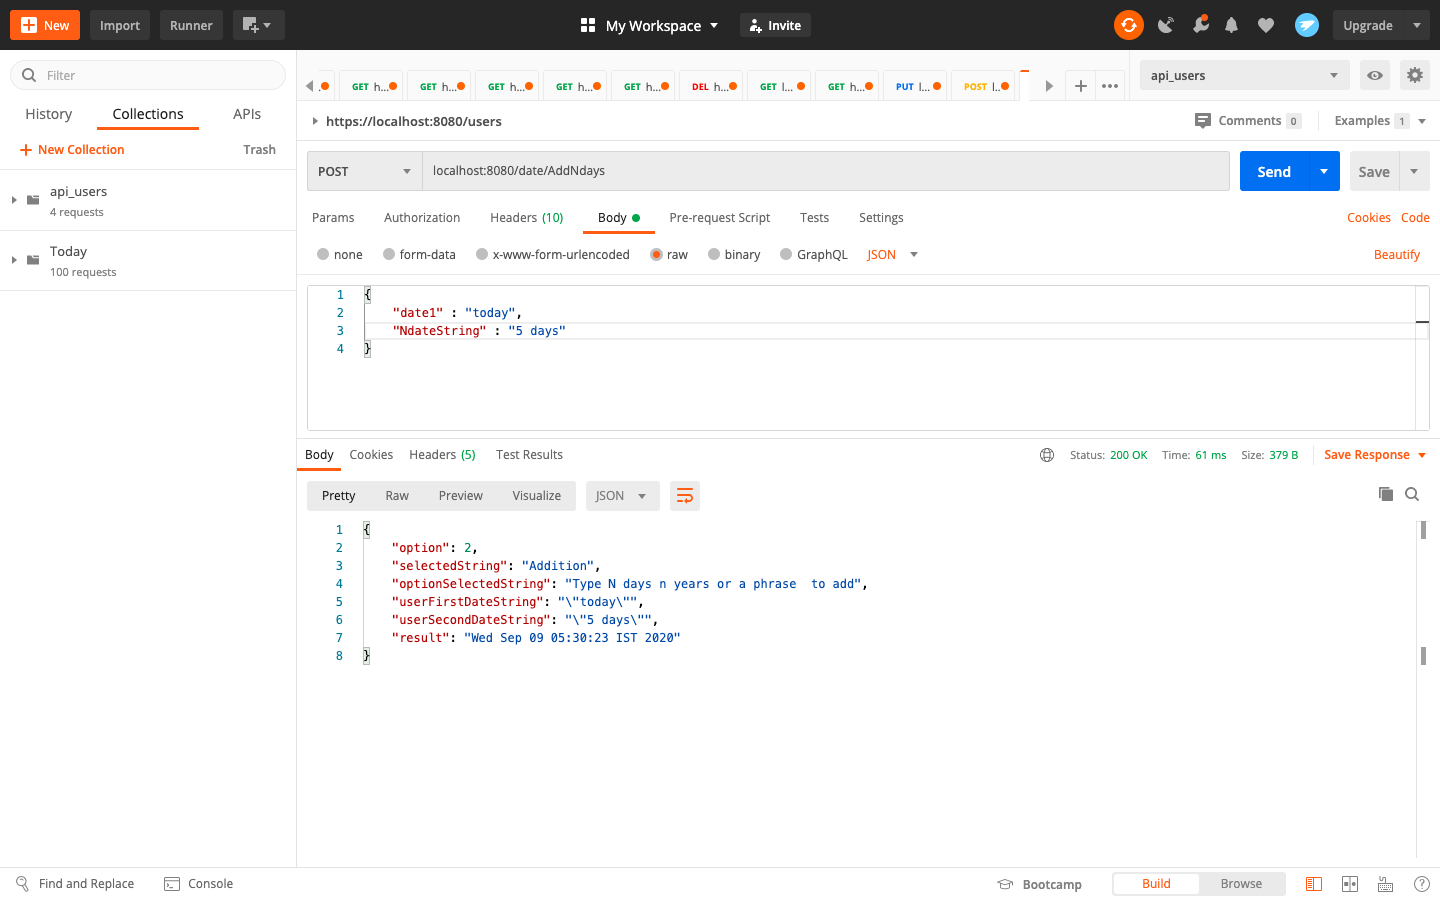 New Import Runner My Workspace Invite Upgrade
Filter
History Collections APIs
New Collection Trash
api_users
4 requests
Today
100 requests
. GET h... GET h... GET h... GET h... GET h... DEL h... GET l... GET h... PUT l... POST l.
api_users
https://localhost:8080/users Comments 0 Examples 1
POST localhost:8080/date/AddNdays Send Save
Params Authorization Headers (10) Body Pre-request Script Tests Settings Cookies Code
none form-data x-www-form-urlencoded raw binary GraphQL JSON Beautify
1 {
2 "date1" : "today",
3 "NdateString" : "5 days"
4 }
Body Cookies Headers (5) Test Results Status: 200 OK Time: 61 ms Size: 379 B Save Response
Pretty Raw Preview Visualize JSON
1 {
2 "option": 2,
3 "selectedString": "Addition",
4 "optionSelectedString": "Type N days n years or a phrase  to add",
5 "userFirstDateString": "\"today\"",
6 "userSecondDateString": "\"5 days\"",
7 "result": "Wed Sep 09 05:30:23 IST 2020"
8 }
Find and Replace Console Bootcamp Build Browse